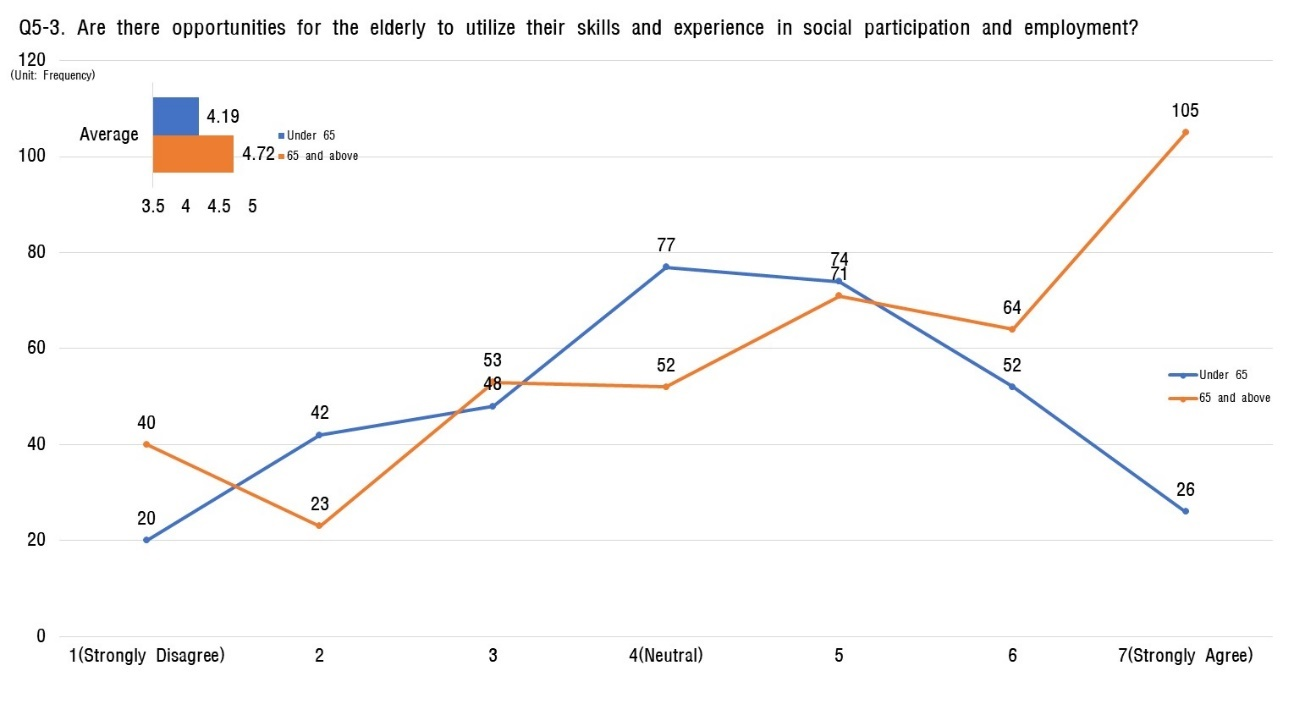 Q5-3. Are there opportunities for the elderly to utilize their skills and experience in social participation and employment?
120
(Unit: Frequency)
4.19
Average
Under 65
4.72
65 and above
100
3.5 4 4.5 5
105
80
77
74
71
64
60
53
48
52
52
Under 65
65 and above
40
40
42
26
23
20
20
0
1(Strongly Disagree) 2 3 4(Neutral) 5 6 7(Strongly Agree)